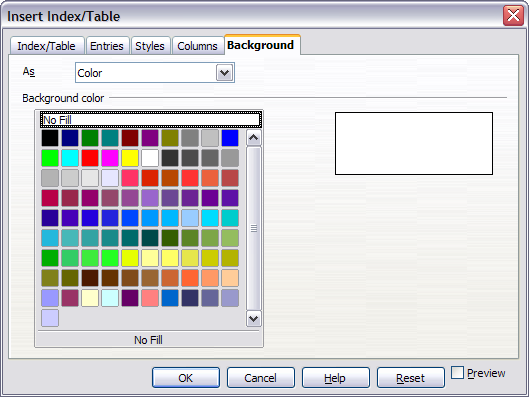 Insert Index/Table
Index/Table Entries Styles Columns Background
As Color
Background color
No Fill
No Fill
OK Cancel Help Reset Preview